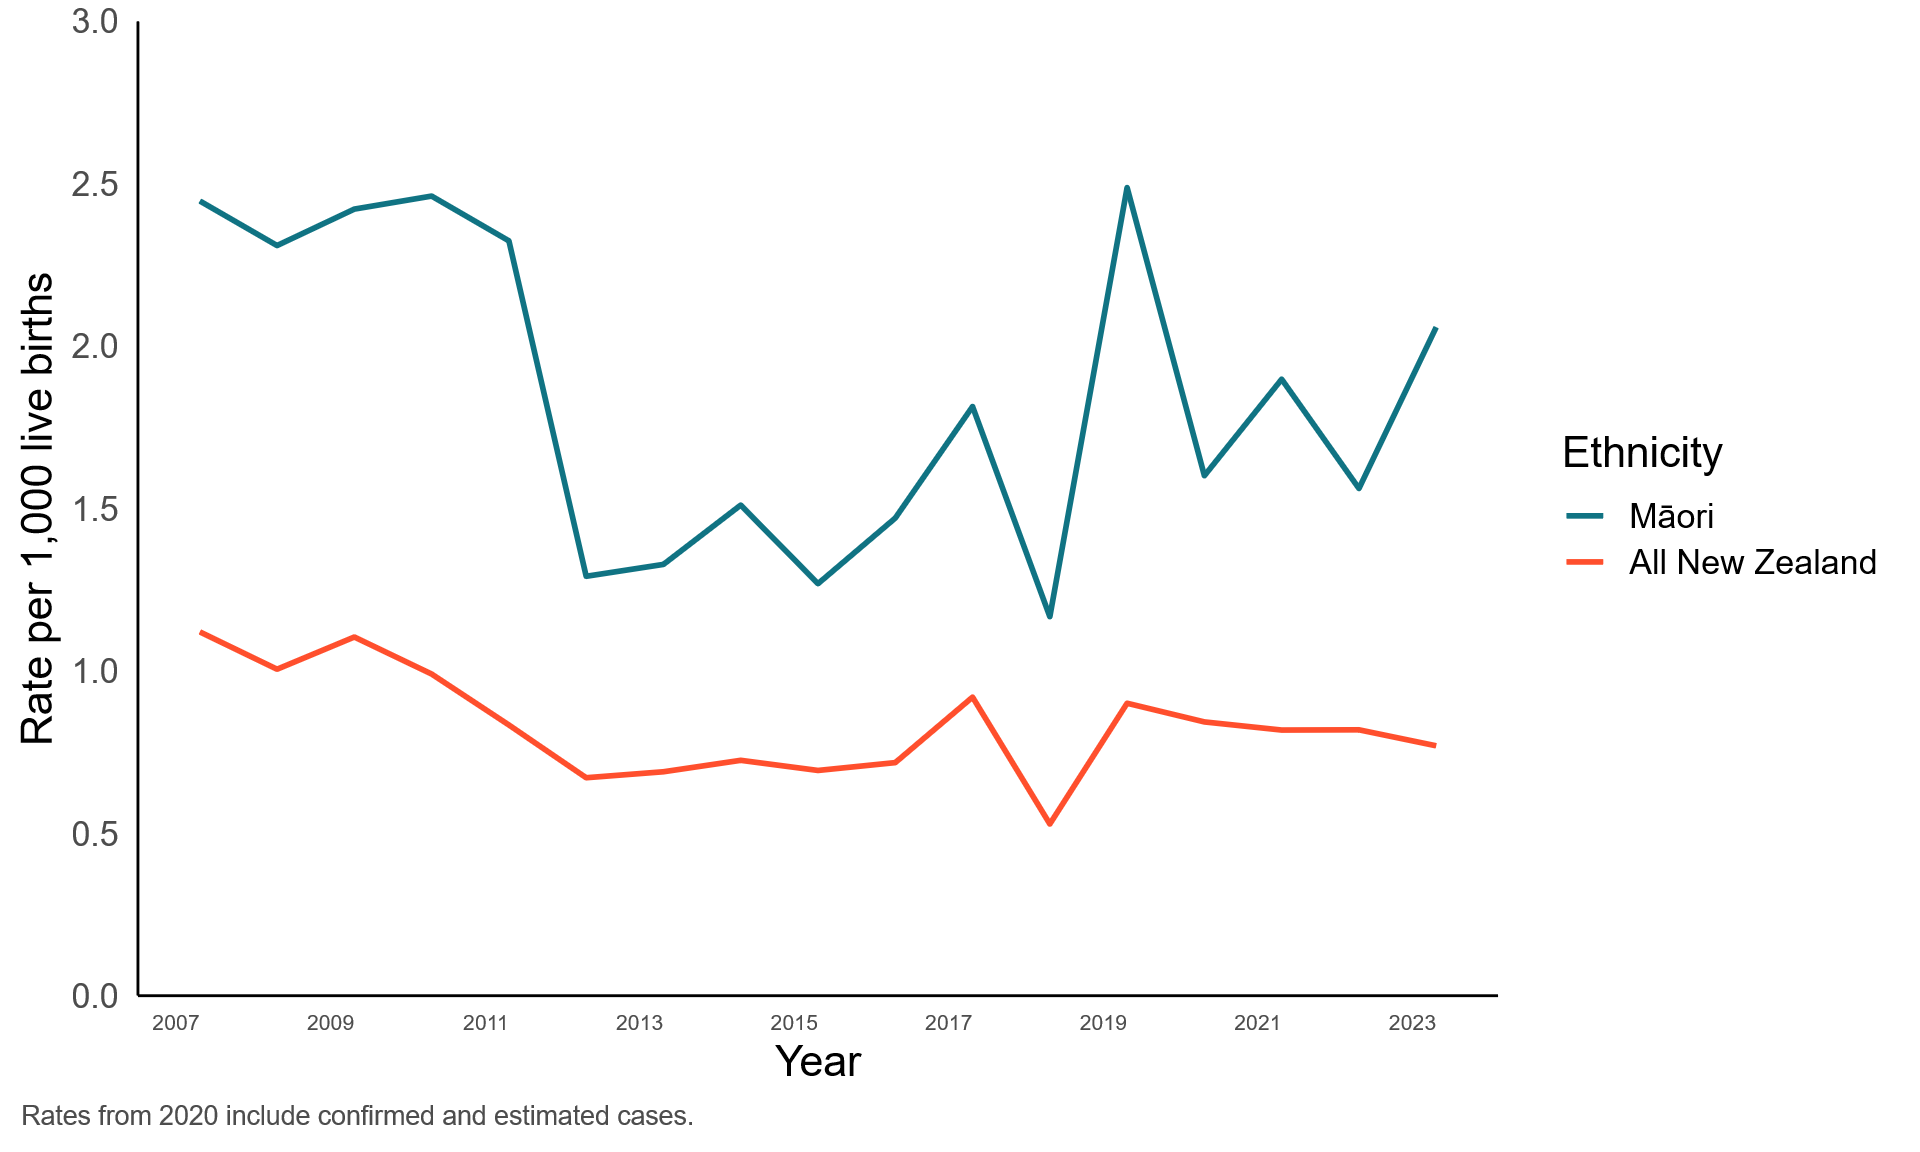 3.0
2.5
2.0
1.5
1.0
0.5
0.0
Rate per 1,000 live births
2007 2009 2011 2013 2015 2017 2019 2021 2023
Year
Ethnicity
Māori
All New Zealand
Rates from 2020 include confirmed and estimated cases.